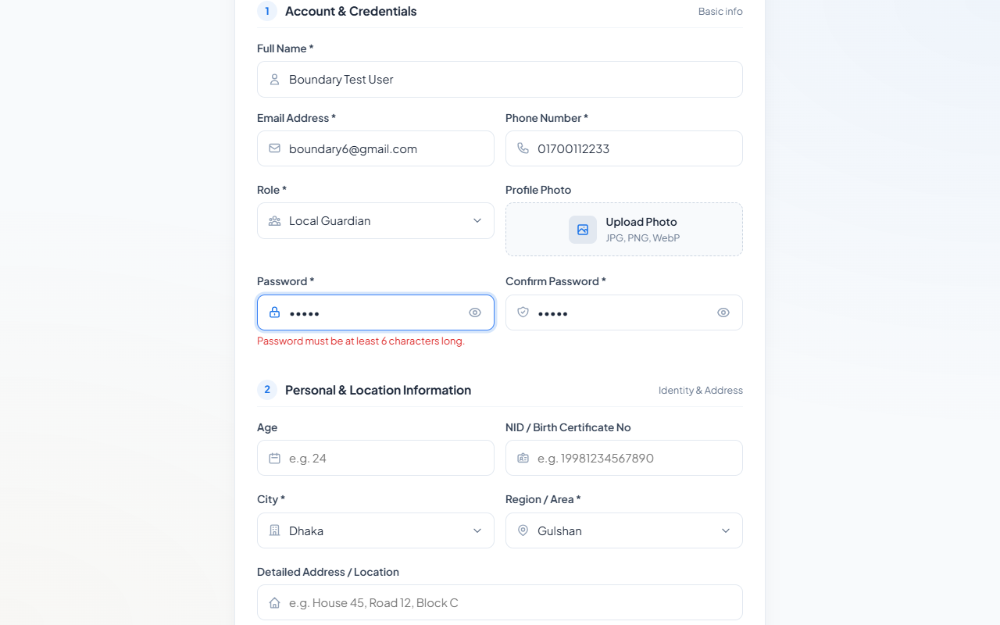 1 Account & Credentials Basic info
Full Name *
Boundary Test User
Email Address * Phone Number *
boundary6@gmail.com 01700112233
Role * Profile Photo
Local Guardian
Upload Photo
JPG, PNG, WebP
Password * Confirm Password *
••••• •••••
Password must be at least 6 characters long.
2 Personal & Location Information Identity & Address
Age NID / Birth Certificate No
e.g. 24 e.g. 19981234567890
City * Region / Area *
Dhaka Gulshan
Detailed Address / Location
e.g. House 45, Road 12, Block C